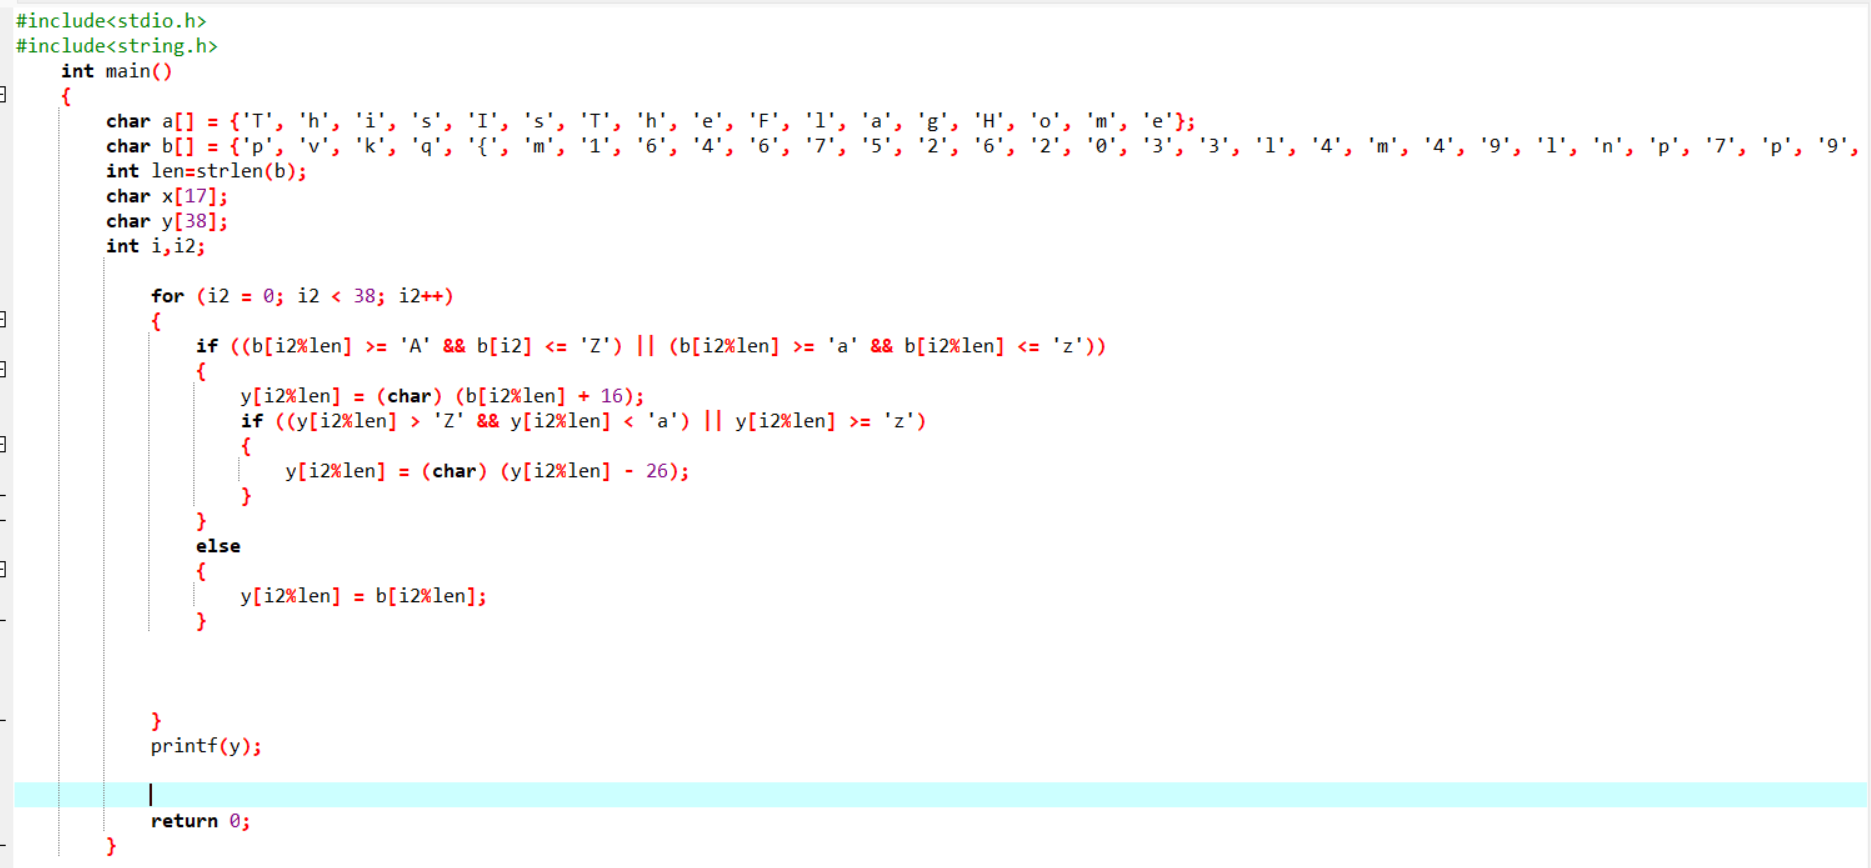 #include<stdio.h>
#include<string.h>
int main()
{
char a[] = {'T', 'h', 'i', 's', 'I', 's', 'T', 'h', 'e', 'F', 'l', 'a', 'g', 'H', 'o', 'm', 'e'};
char b[] = {'p', 'v', 'k', 'q', '{', 'm', '1', '6', '4', '6', '7', '5', '2', '6', '2', '0', '3', '3', 'l', '4', 'm', '4', '9', 'l', 'n', 'p', '7', 'p', '9',
int len=strlen(b);
char x[17];
char y[38];
int i,i2;
for (i2 = 0; i2 < 38; i2++)
{
if ((b[i2%len] >= 'A' && b[i2] <= 'Z') || (b[i2%len] >= 'a' && b[i2%len] <= 'z'))
{
y[i2%len] = (char) (b[i2%len] + 16);
if ((y[i2%len] > 'Z' && y[i2%len] < 'a') || y[i2%len] >= 'z')
{
y[i2%len] = (char) (y[i2%len] - 26);
}
}
else
{
y[i2%len] = b[i2%len];
}
}
printf(y);
return 0;
}